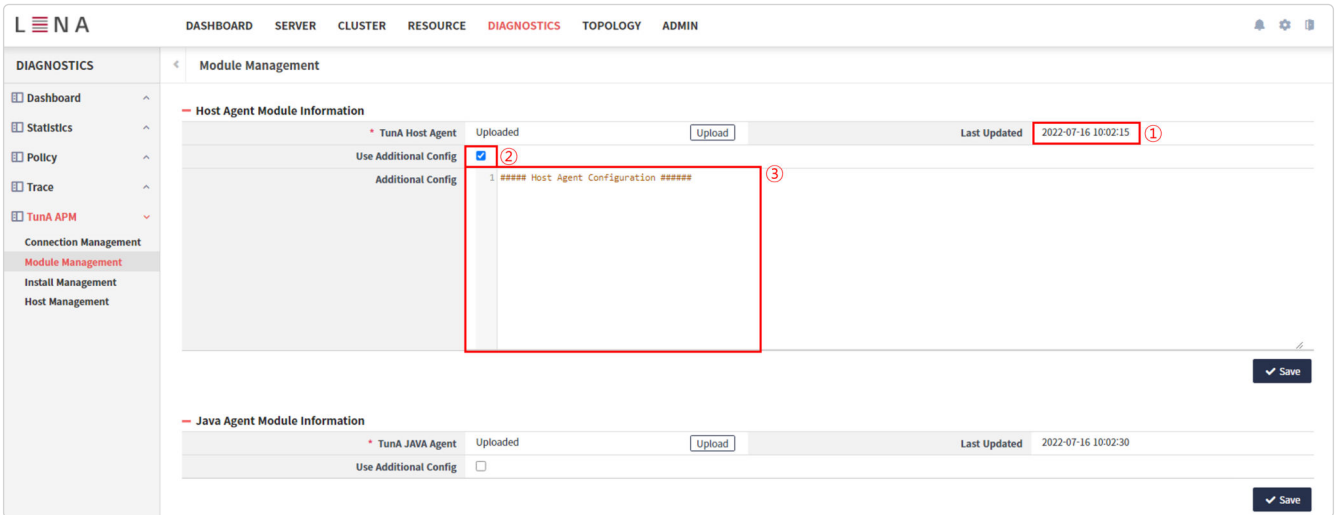 LENA DASHBOARD SERVER CLUSTER RESOURCE DIAGNOSTICS TOPOLOGY ADMIN
DIAGNOSTICS
Module Management
Dashboard
Statistics
Policy
Trace
TunA APM
Connection Management
Module Management
Install Management
Host Management
Host Agent Module Information
* TunA Host Agent Uploaded Upload Last Updated 2022-07-16 10:02:15 ①
Use Additional Config ②
Additional Config 1 ##### Host Agent Configuration ###### ③
Save
Java Agent Module Information
* TunA JAVA Agent Uploaded Upload Last Updated 2022-07-16 10:02:30
Use Additional Config
Save